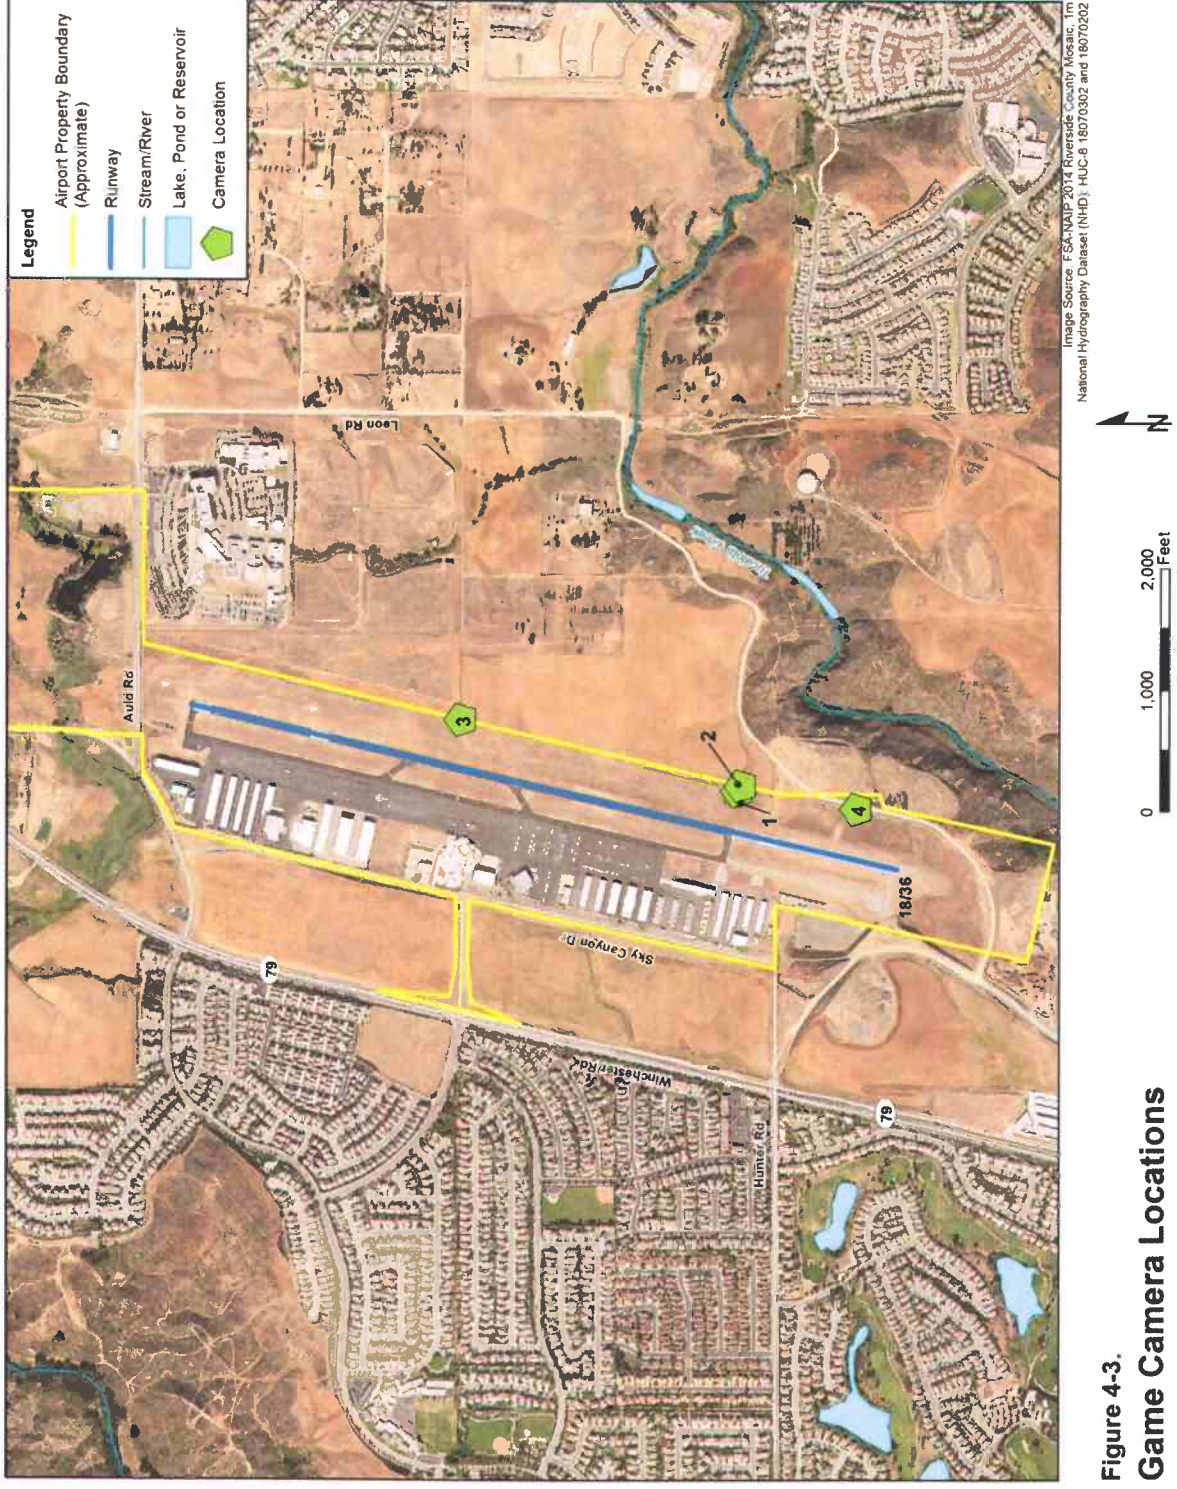 Legend
Airport Property Boundary
(Approximate)
Runway
Stream/River
Lake, Pond or Reservoir
Camera Location
Auld Rd
Leon Rd
79
Sky Canyon Dr
Winchester Rd
Hunter Rd
79
18/36
1
2
3
4
Image Source: FSA-NAIP 2014 Riverside County Mosaic, 1m
National Hydrography Dataset (NHD): HUC-8 18070302 and 18070202
N
0
1,000
2,000
Feet
Figure 4-3.
Game Camera Locations